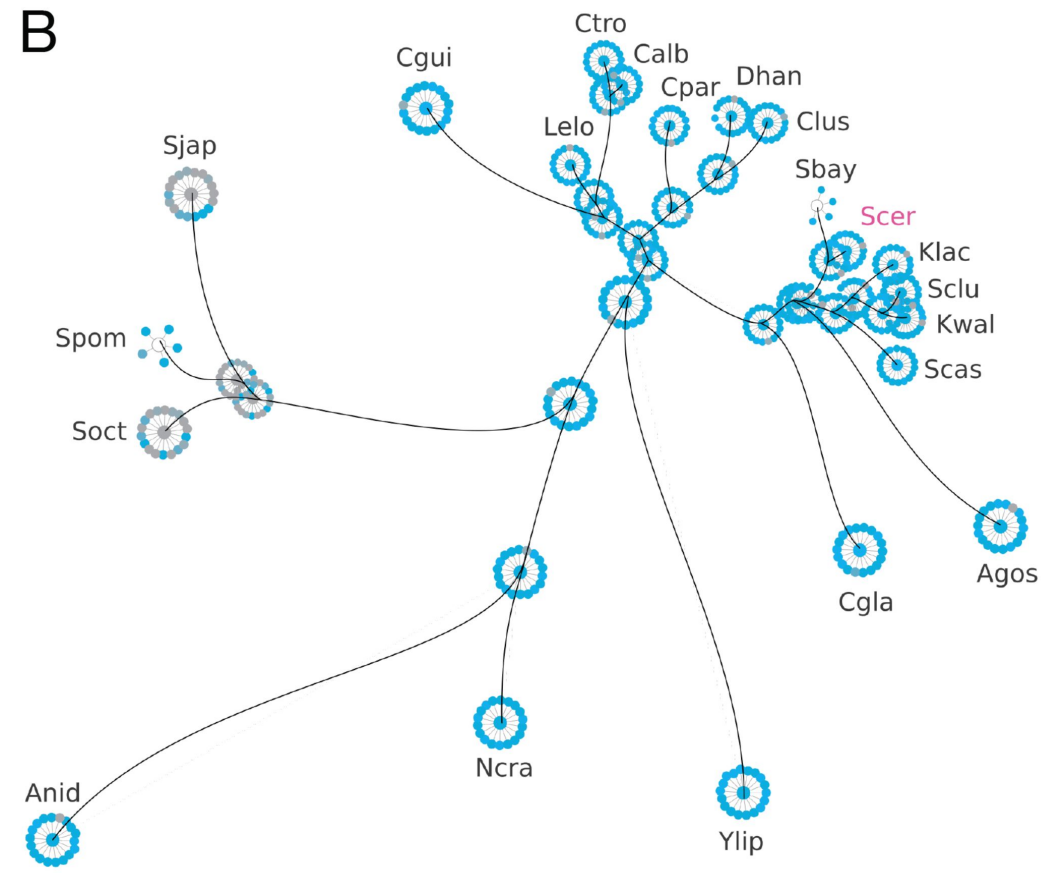 B
Ctro
Cgui
Calb
Cpar
Dhan
Lelo
Clus
Sjap
Sbay
Scer
Klac
Sclu
Spom
Kwal
Scas
Soct
Agos
Cgla
Ncra
Anid
Ylip